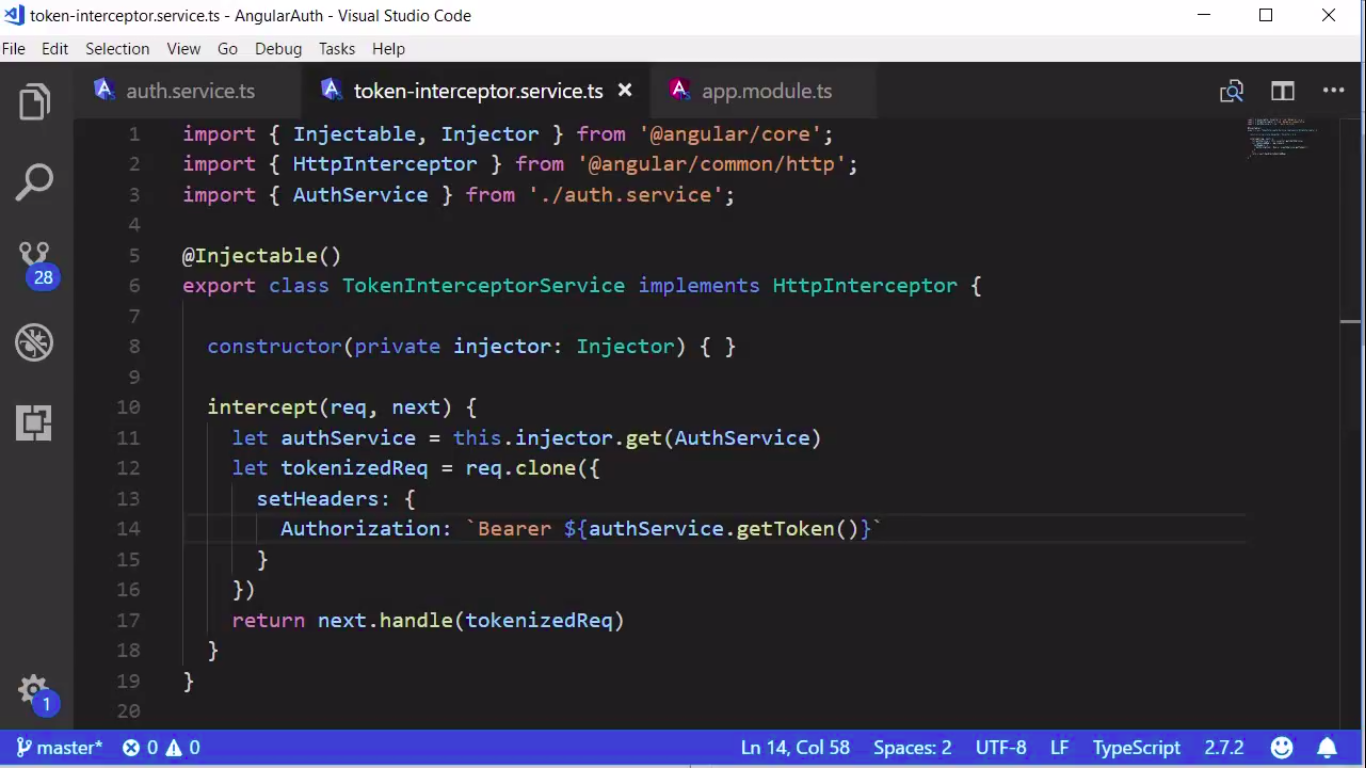 token-interceptor.service.ts - AngularAuth - Visual Studio Code
File Edit Selection View Go Debug Tasks Help
auth.service.ts token-interceptor.service.ts app.module.ts
1 import { Injectable, Injector } from '@angular/core';
2 import { HttpInterceptor } from '@angular/common/http';
3 import { AuthService } from './auth.service';
4
5 @Injectable()
6 export class TokenInterceptorService implements HttpInterceptor {
7
8 constructor(private injector: Injector) { }
9
10 intercept(req, next) {
11 let authService = this.injector.get(AuthService)
12 let tokenizedReq = req.clone({
13 setHeaders: {
14 Authorization: `Bearer ${authService.getToken()}`
15 }
16 })
17 return next.handle(tokenizedReq)
18 }
19 }
20
28
1
master* 0 0 Ln 14, Col 58 Spaces: 2 UTF-8 LF TypeScript 2.7.2